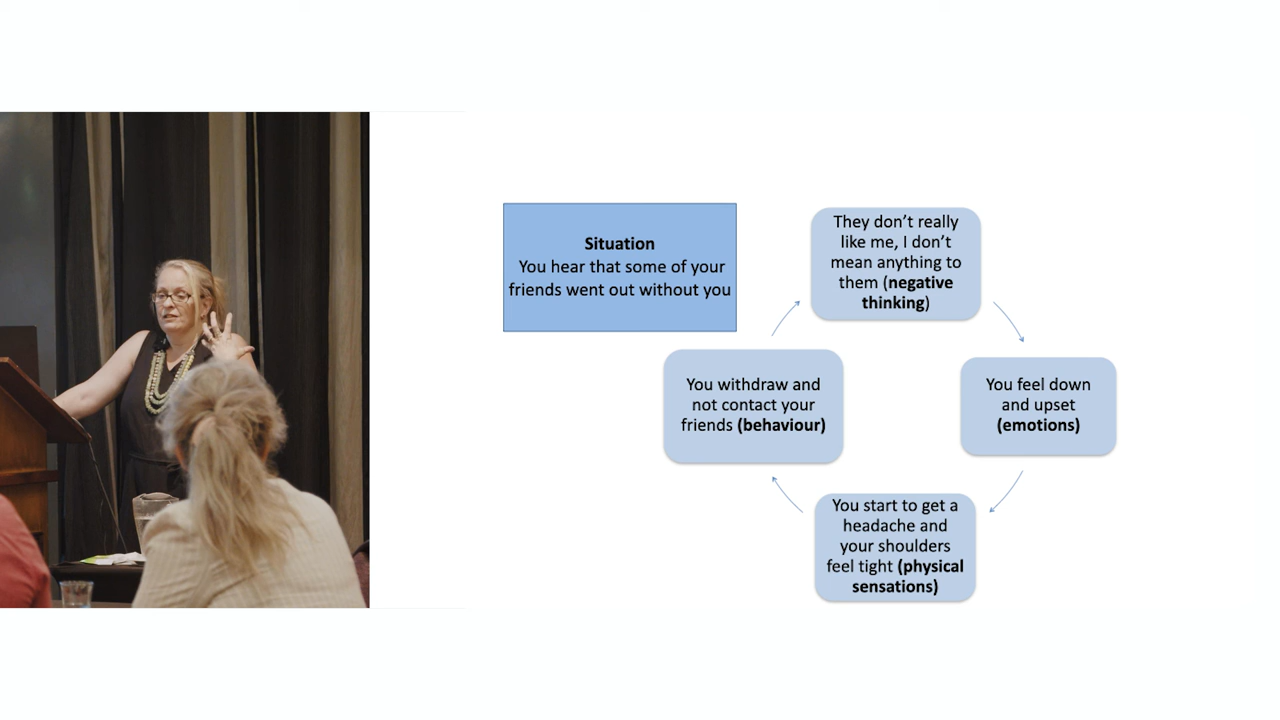 Situation
You hear that some of your
friends went out without you
They don’t really
like me, I don’t
mean anything to
them (negative
thinking)
You feel down
and upset
(emotions)
You start to get a
headache and
your shoulders
feel tight (physical
sensations)
You withdraw and
not contact your
friends (behaviour)